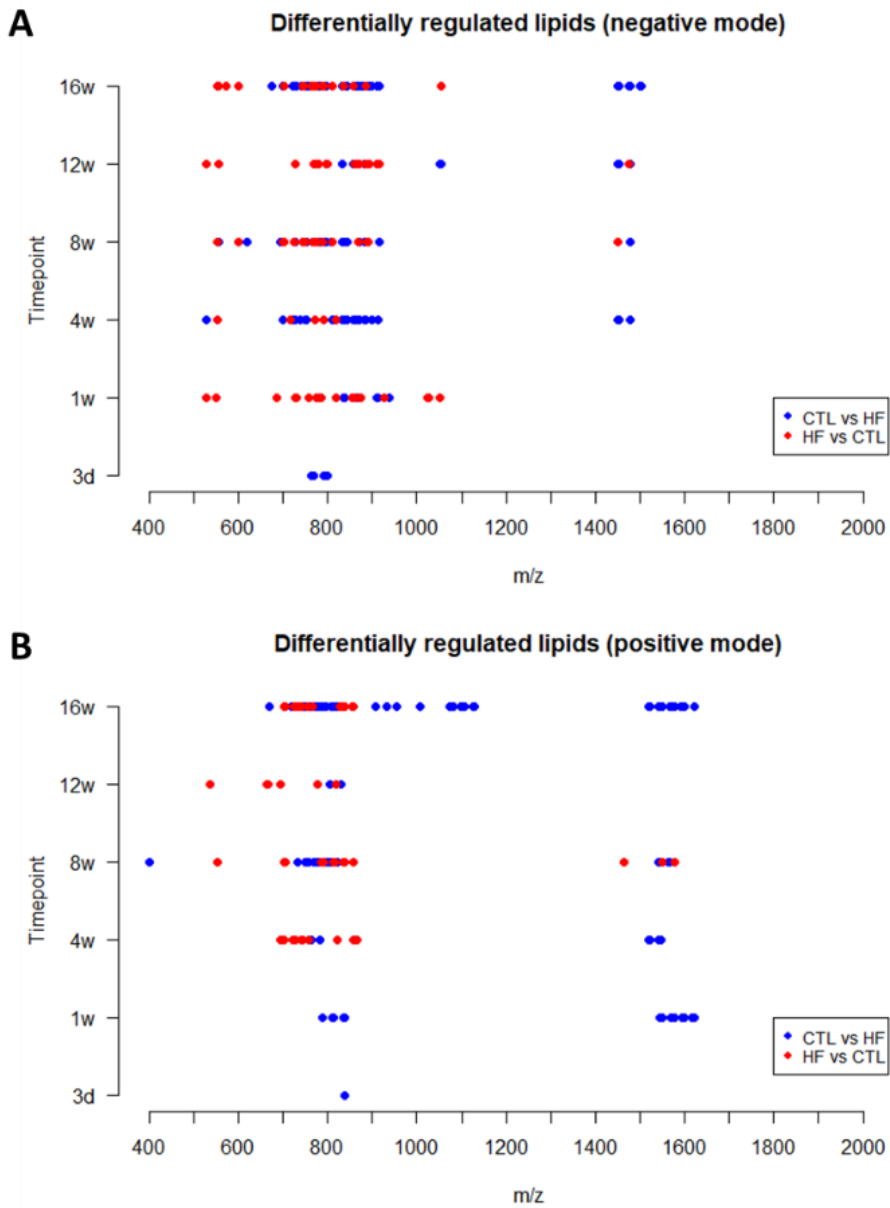 A
Differentially regulated lipids (negative mode)
16w
12w
8w
4w
1w
3d
Timepoint
CTL vs HF
HF vs CTL
400 600 800 1000 1200 1400 1600 1800 2000
m/z
B
Differentially regulated lipids (positive mode)
16w
12w
8w
4w
1w
3d
Timepoint
CTL vs HF
HF vs CTL
400 600 800 1000 1200 1400 1600 1800 2000
m/z